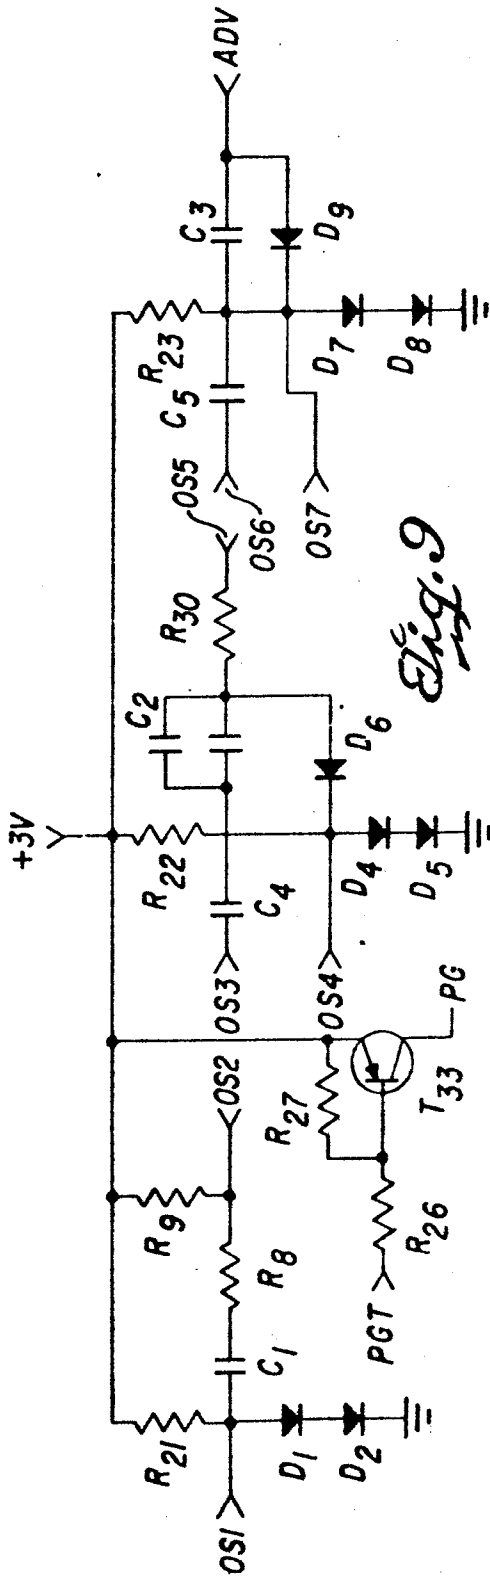 +3V
R21
R9
R22
R23
OS1
C1
R8
OS2
OS3
C4
C2
R30
OS5
OS6
C5
C3
ADV
D1
D2
PGT
R26
R27
T33
PG
OS4
D4
D5
D6
OS7
D7
D8
D9
Fig. 9